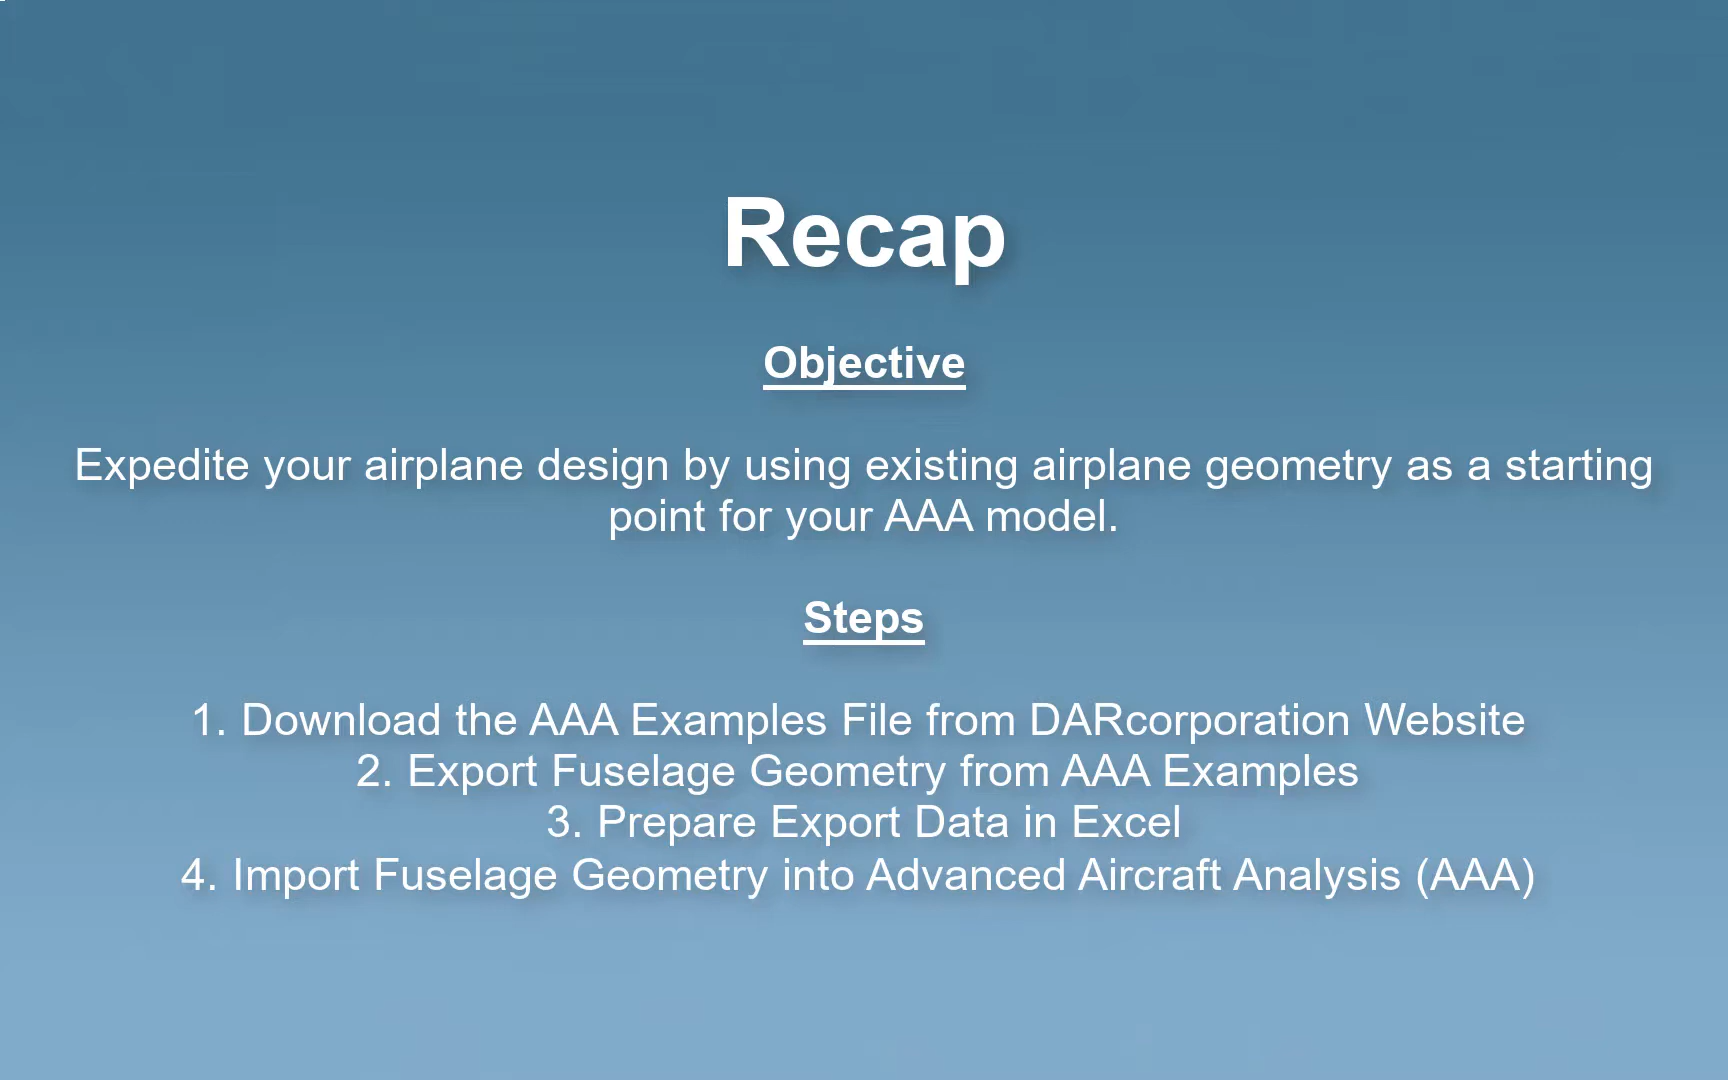 Recap
Objective
Expedite your airplane design by using existing airplane geometry as a starting
point for your AAA model.
Steps
1. Download the AAA Examples File from DARcorporation Website
2. Export Fuselage Geometry from AAA Examples
3. Prepare Export Data in Excel
4. Import Fuselage Geometry into Advanced Aircraft Analysis (AAA)